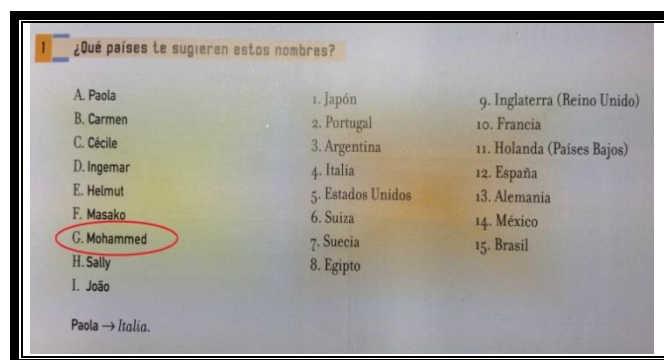 1 ¿Qué países te sugieren estos nombres?
A. Paola
B. Carmen
C. Cécile
D. Ingemar
E. Helmut
F. Masako
G. Mohammed
H. Sally
I. João
Paola → Italia.
1. Japón
2. Portugal
3. Argentina
4. Italia
5. Estados Unidos
6. Suiza
7. Suecia
8. Egipto
9. Inglaterra (Reino Unido)
10. Francia
11. Holanda (Países Bajos)
12. España
13. Alemania
14. México
15. Brasil